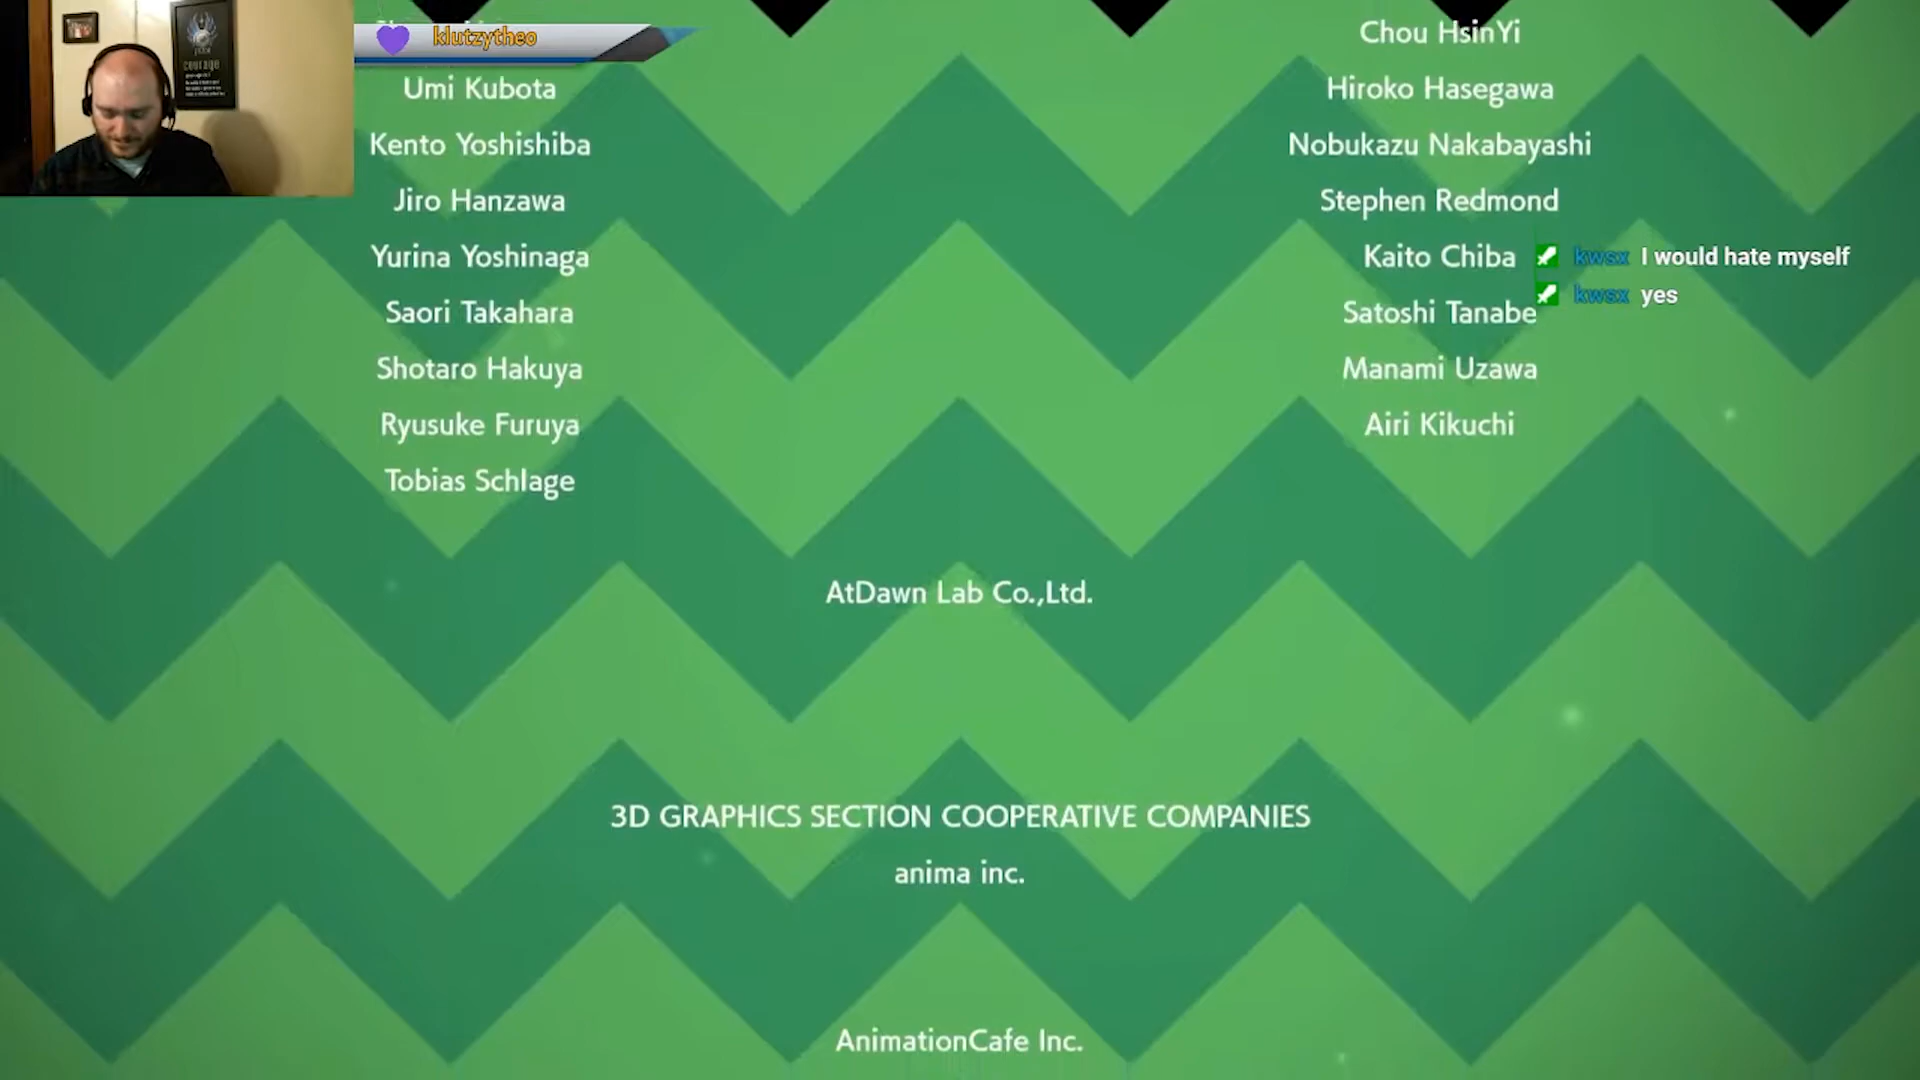 courage
klutzytheo
Umi Kubota
Kento Yoshishiba
Jiro Hanzawa
Yurina Yoshinaga
Saori Takahara
Shotaro Hakuya
Ryusuke Furuya
Tobias Schlage
Chou HsinYi
Hiroko Hasegawa
Nobukazu Nakabayashi
Stephen Redmond
Kaito Chiba
Satoshi Tanabe
Manami Uzawa
Airi Kikuchi
kwsx I would hate myself
kwsx yes
AtDawn Lab Co.,Ltd.
3D GRAPHICS SECTION COOPERATIVE COMPANIES
anima inc.
AnimationCafe Inc.